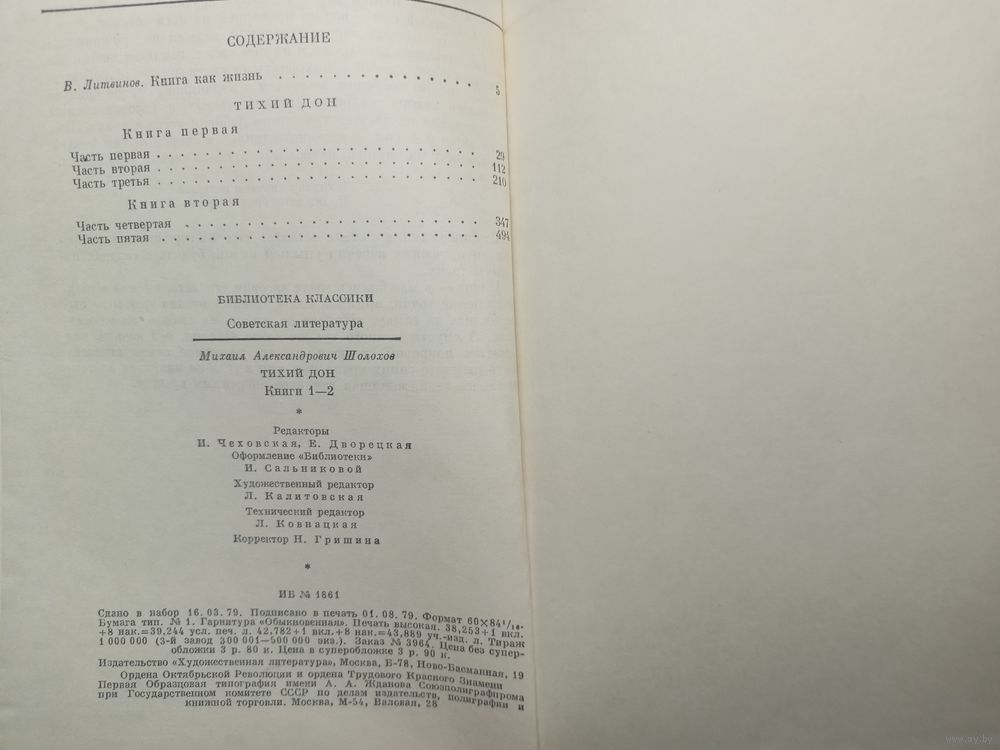 СОДЕРЖАНИЕ
В. Литвинов. Книга как жизнь . . . . . . . . . . . . . . 5
ТИХИЙ ДОН
Книга первая
Часть первая . . . . . . . . . . . . . . . . . . . . . . . . . . 29
Часть вторая . . . . . . . . . . . . . . . . . . . . . . . . . . 112
Часть третья . . . . . . . . . . . . . . . . . . . . . . . . . . 210
Книга вторая
Часть четвертая . . . . . . . . . . . . . . . . . . . . . . . . 347
Часть пятая . . . . . . . . . . . . . . . . . . . . . . . . . . 494
БИБЛИОТЕКА КЛАССИКИ
Советская литература
Михаил Александрович Шолохов
ТИХИЙ ДОН
Книги 1—2
*
Редакторы
И. Чеховская, Е. Дворецкая
Оформление «Библиотеки»
И. Сальниковой
Художественный редактор
Л. Калитовская
Технический редактор
Л. Ковнацкая
Корректор Н. Гришина
*
ИБ № 1861
Сдано в набор 16.03.79. Подписано в печать 01.08.79. Формат 60×84 1/16.
Бумага тип. № 1. Гарнитура «Обыкновенная». Печать высокая. 38,253+1 вкл.
+8 нак.=39,244 усл. печ. л. 42.782+1 вкл.+8 нак.=43,889 уч.-изд. л. Тираж
1 000 000 (3-й завод 300 001—500 000 экз.). Заказ № 3964. Цена без супер-
обложки 3 р. 80 к. Цена в суперобложке 3 р. 90 к.
Издательство «Художественная литература», Москва, Б-78, Ново-Басманная, 19
Ордена Октябрьской Революции и ордена Трудового Красного Знамени
Первая Образцовая типография имени А. А. Жданова Союзполиграфпрома
при Государственном комитете СССР по делам издательств, полиграфии и
книжной торговли. Москва, М-54, Валовая, 28
www.ay.by